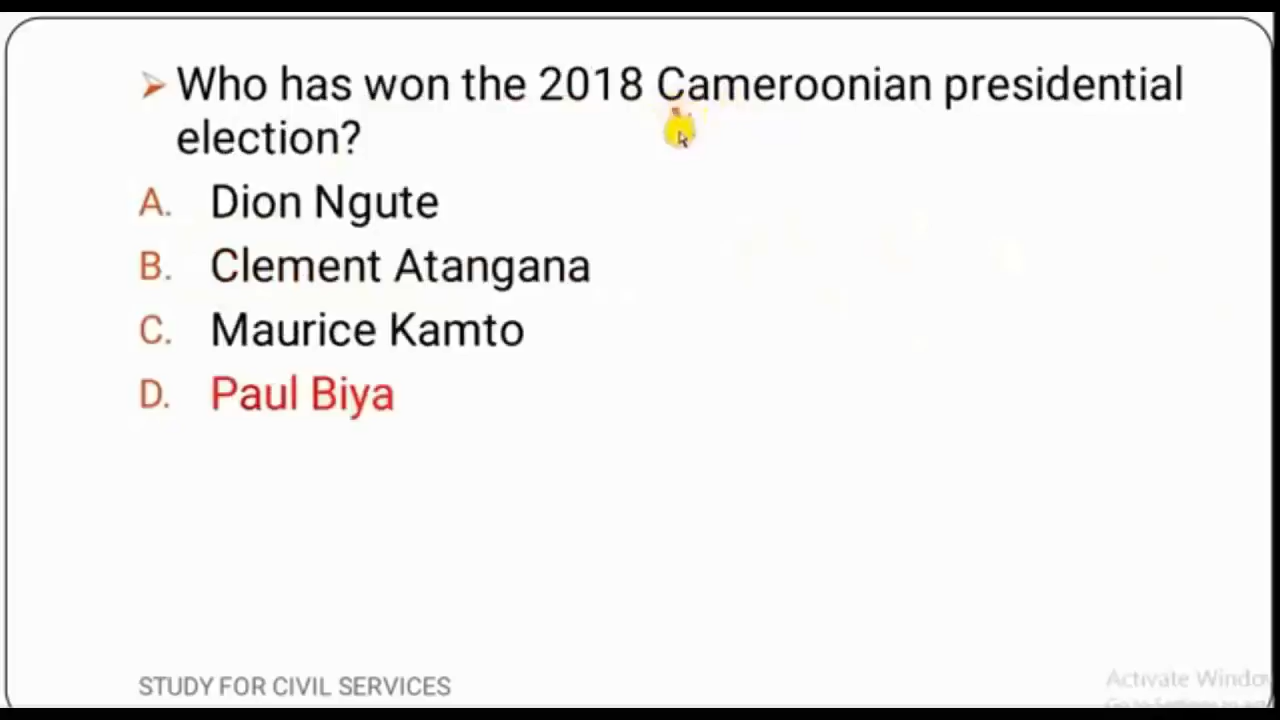 Who has won the 2018 Cameroonian presidential
election?
A. Dion Ngute
B. Clement Atangana
C. Maurice Kamto
D. Paul Biya
STUDY FOR CIVIL SERVICES
Activate